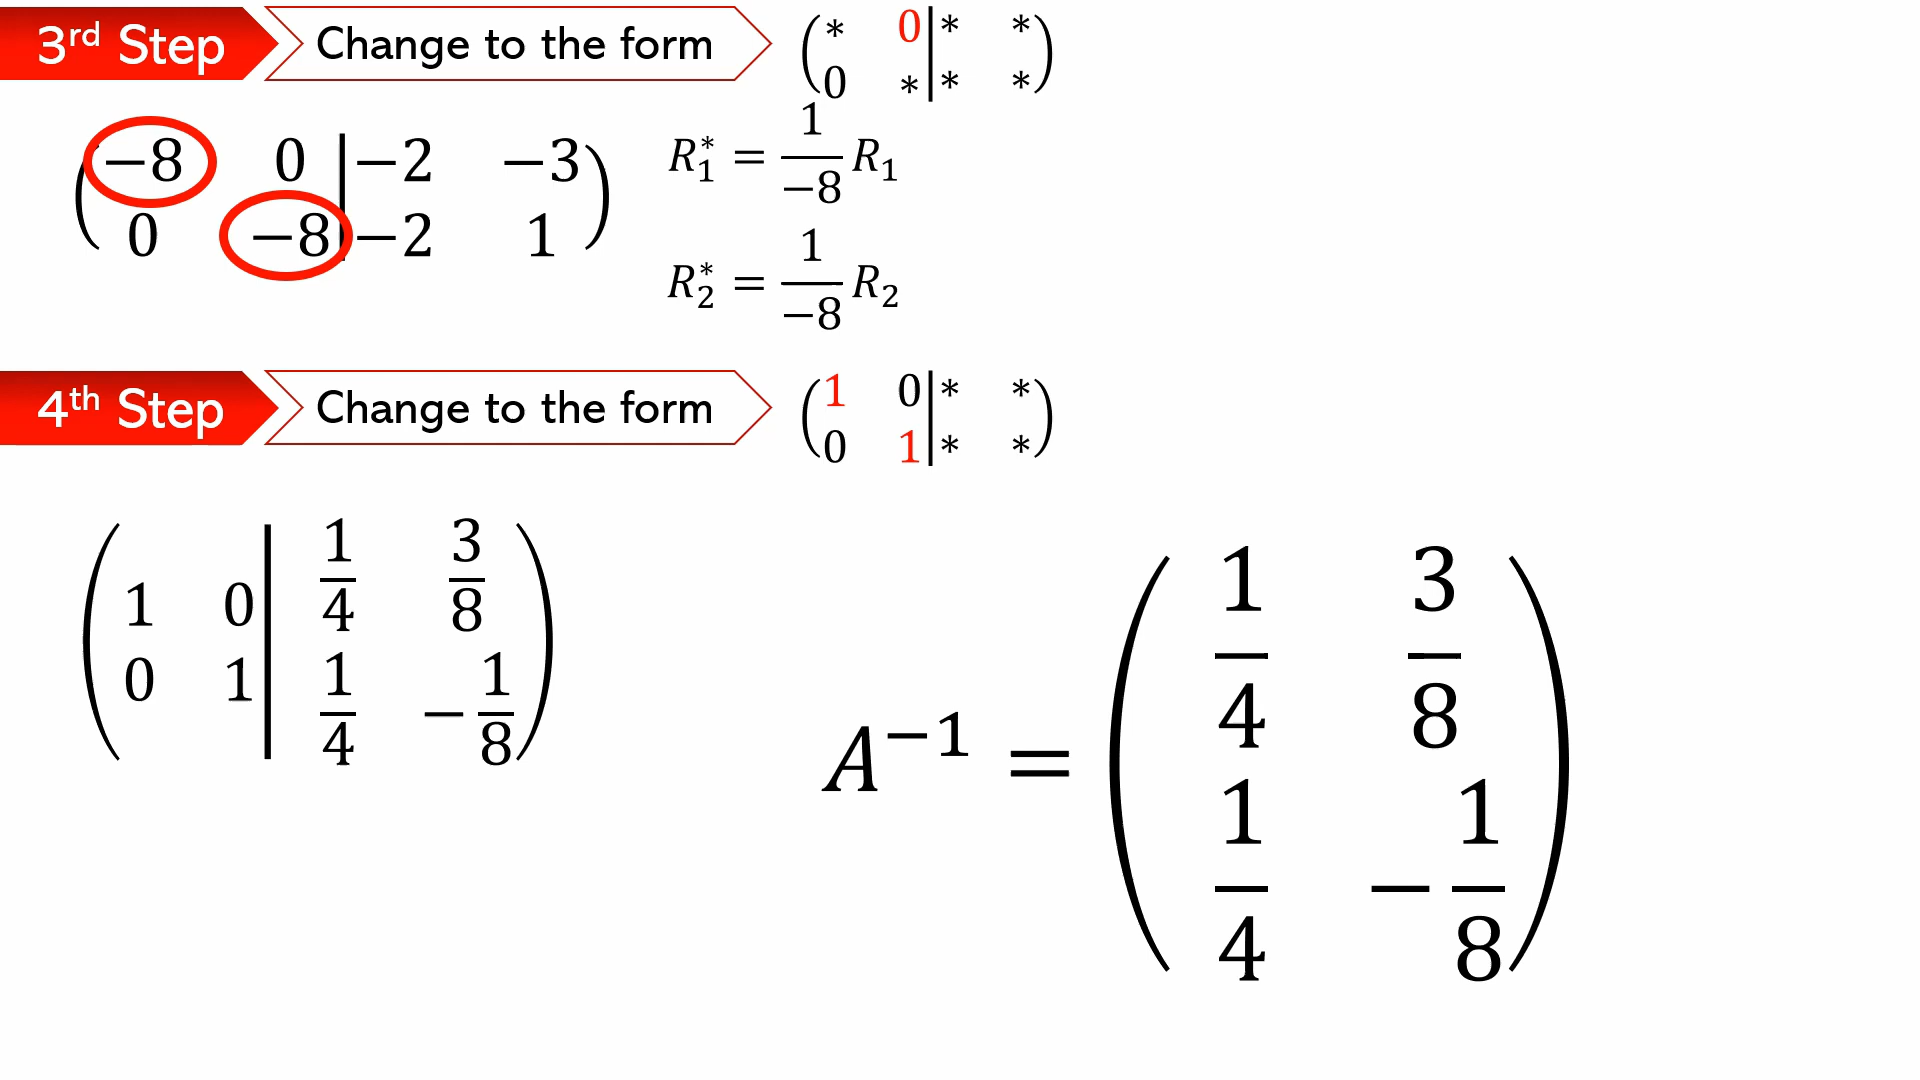 3rd Step Change to the form (* 0 | * *
0 * | * *)
(−8 0 | −2 −3
0 −8 | −2 1)
R₁* = 1/−8 R₁
R₂* = 1/−8 R₂
4th Step Change to the form (1 0 | * *
0 1 | * *)
(1 0 | 1/4 3/8
0 1 | 1/4 −1/8)
A⁻¹ = (1/4 3/8
1/4 −1/8)